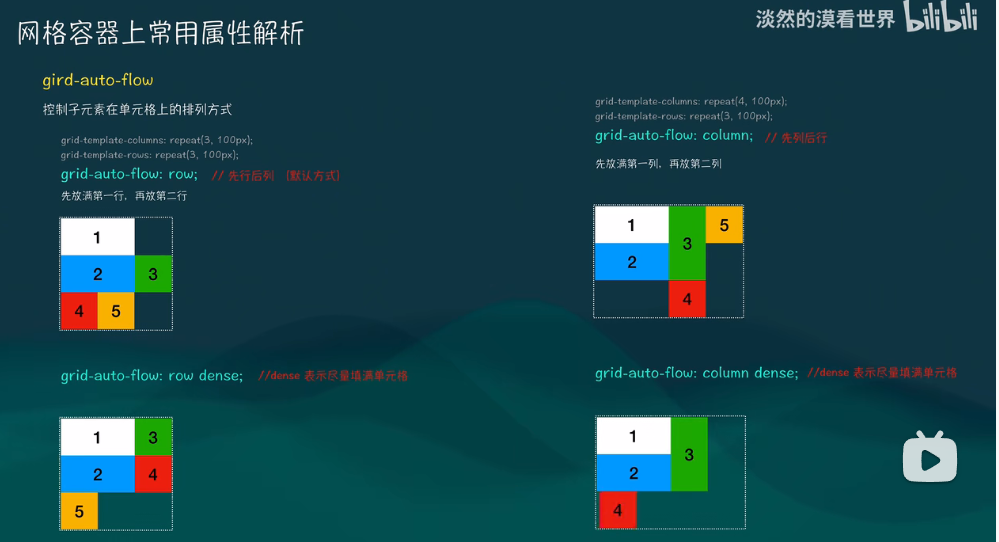 网格容器上常用属性解析
淡然的漠看世界 bilibili
gird-auto-flow
控制子元素在单元格上的排列方式
grid-template-columns: repeat(3, 100px);
grid-template-rows: repeat(3, 100px);
grid-auto-flow: row; // 先行后列 (默认方式)
先放满第一行，再放第二行
1
2 3
4 5
grid-auto-flow: row dense; //dense 表示尽量填满单元格
1 3
2 4
5
grid-template-columns: repeat(4, 100px);
grid-template-rows: repeat(3, 100px);
grid-auto-flow: column; // 先列后行
先放满第一列，再放第二列
1 3 5
2
4
grid-auto-flow: column dense; //dense 表示尽量填满单元格
1 3
2
4